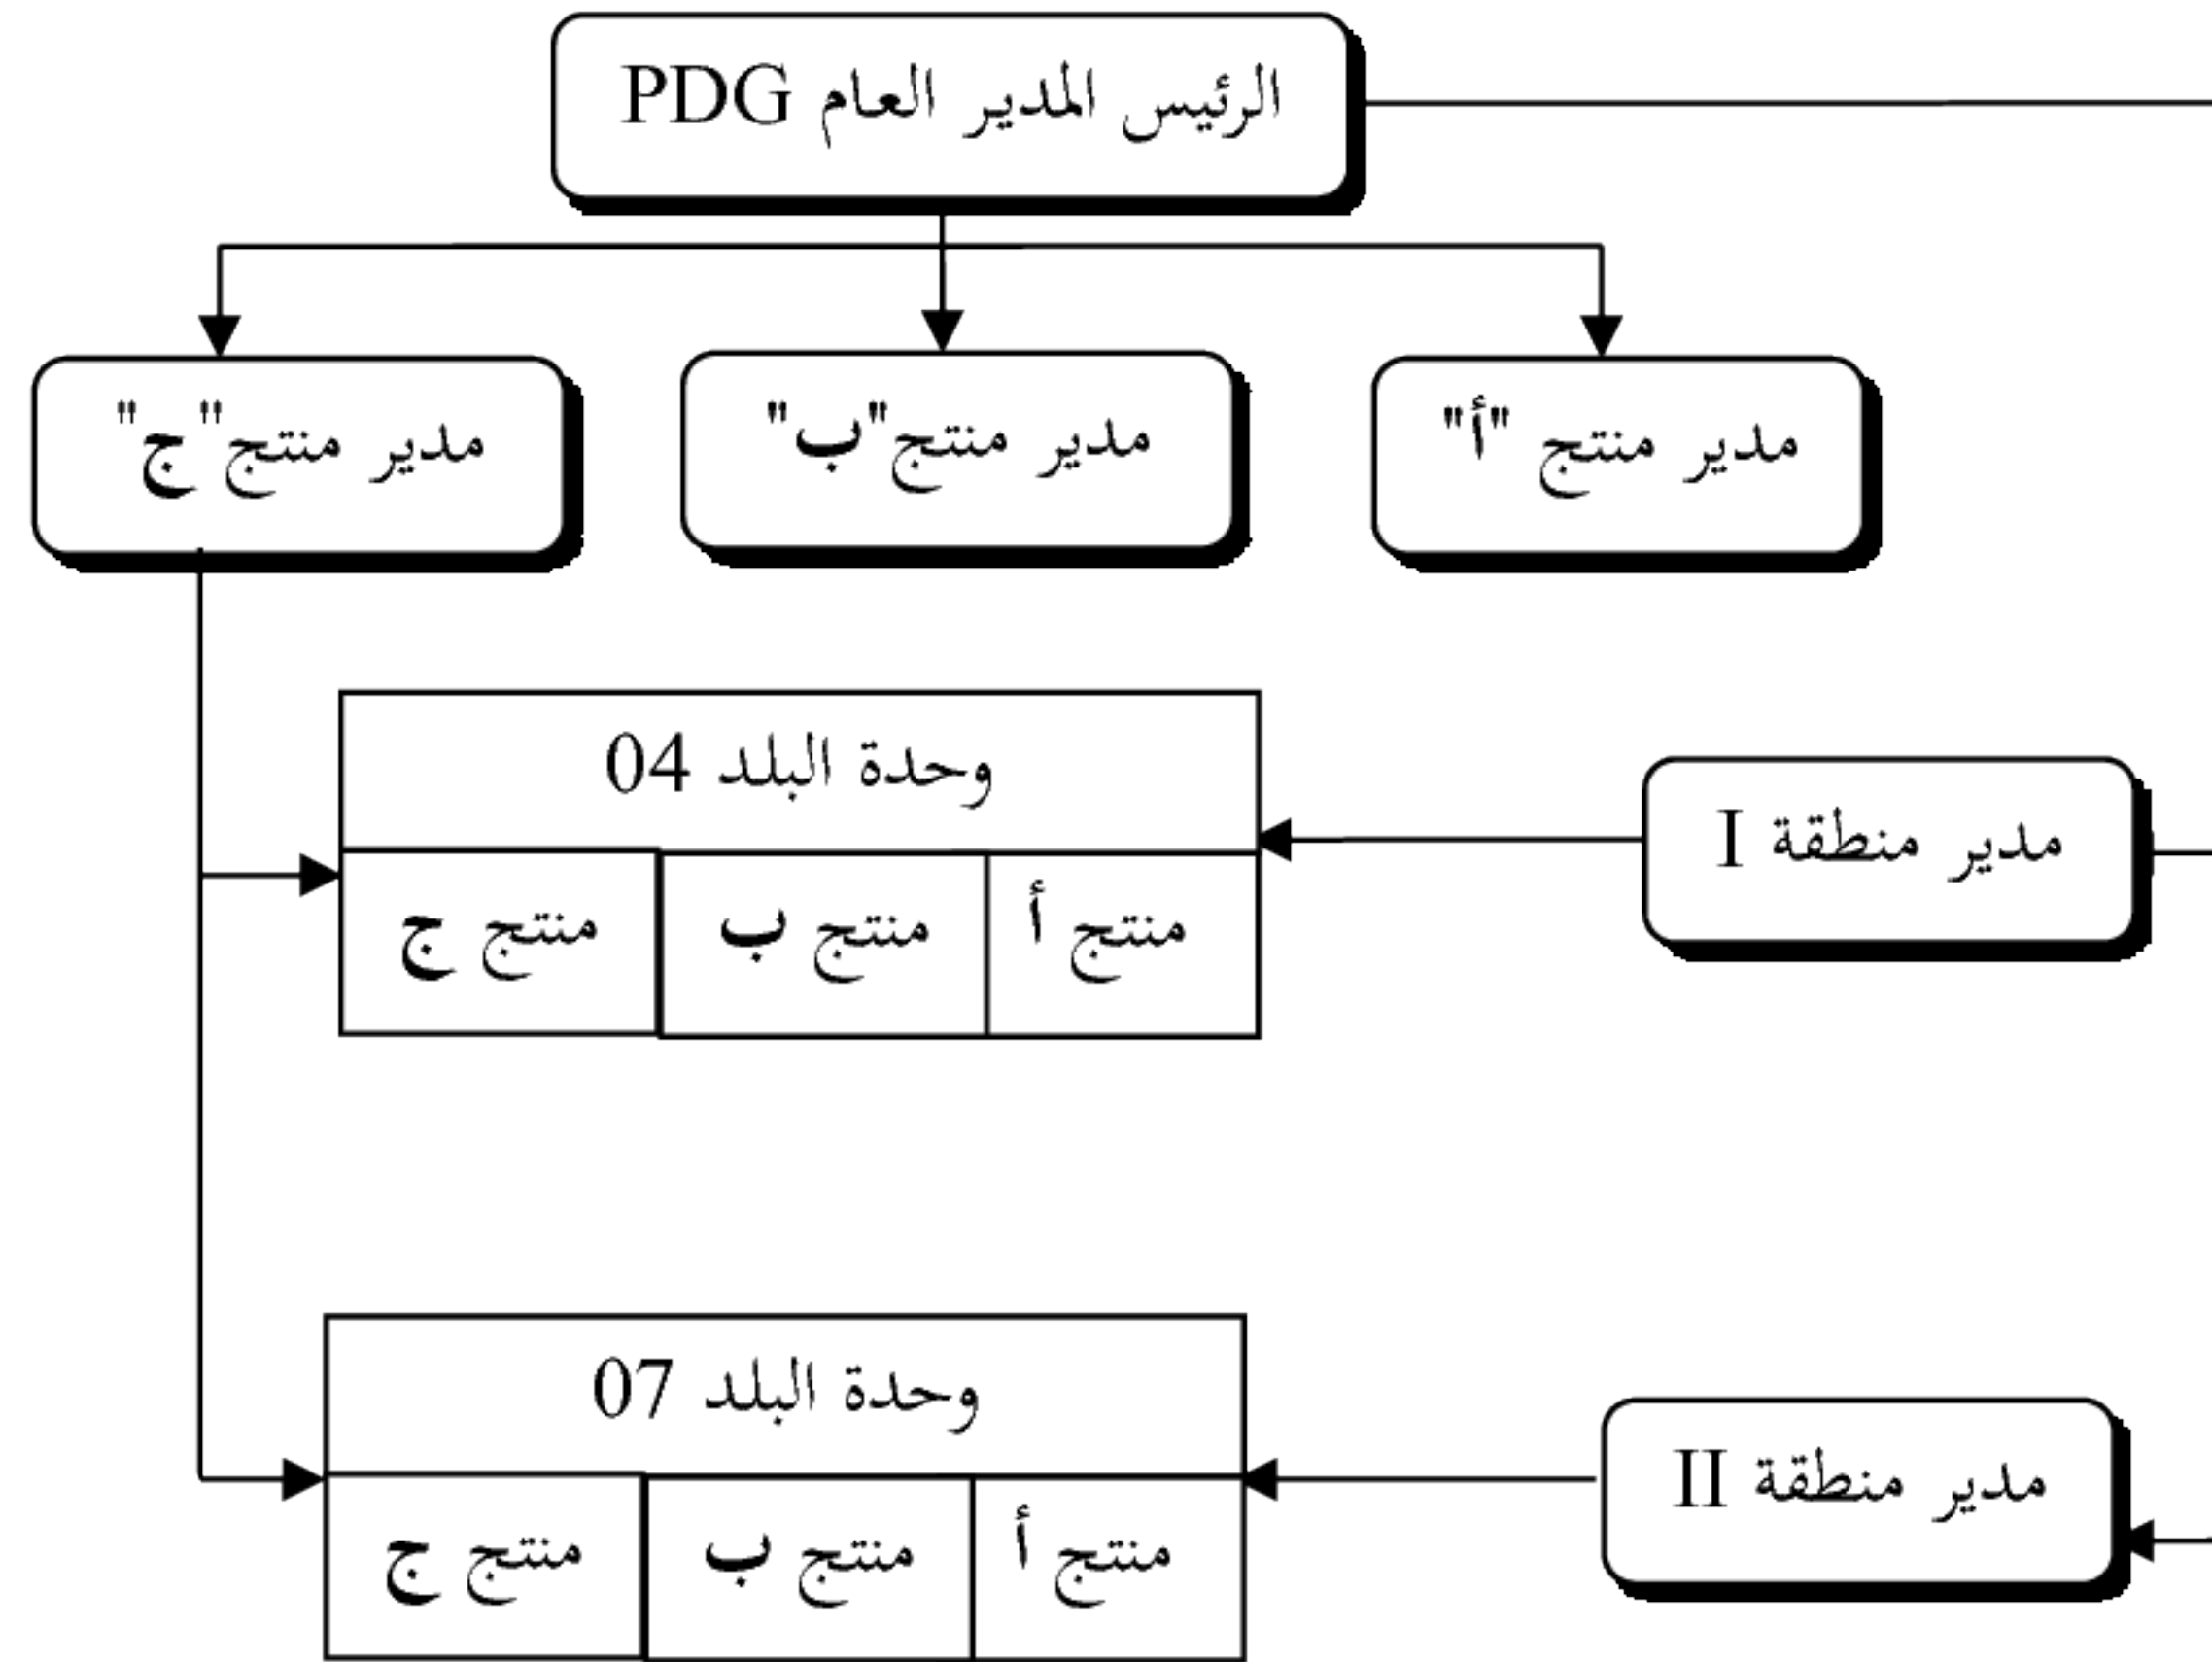 الرئيس المدير العام PDG
مدير منتج "أ"
مدير منتج"ب"
مدير منتج"ج"
وحدة البلد 04
مدير منطقة I
منتج أ
منتج ب
منتج ج
وحدة البلد 07
مدير منطقة II
منتج أ
منتج ب
منتج ج